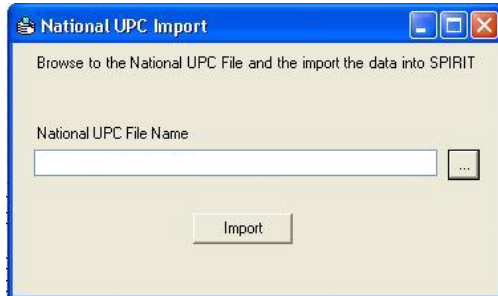 National UPC Import
Browse to the National UPC File and the import the data into SPIRIT
National UPC File Name
...
Import